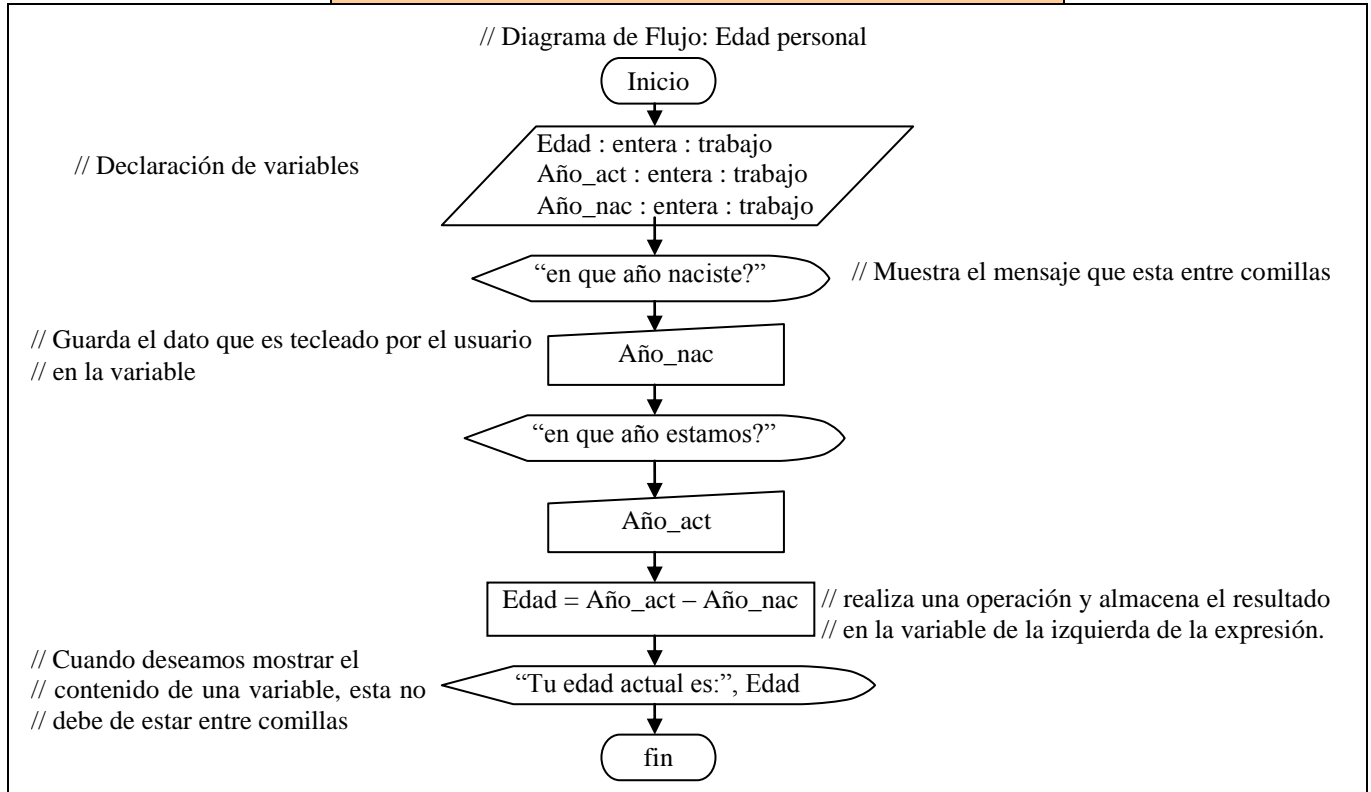 // Diagrama de Flujo: Edad personal
Inicio
// Declaración de variables
Edad : entera : trabajo
Año_act : entera : trabajo
Año_nac : entera : trabajo
“en que año naciste?”
// Muestra el mensaje que esta entre comillas
// Guarda el dato que es tecleado por el usuario
// en la variable
Año_nac
“en que año estamos?”
Año_act
Edad = Año_act – Año_nac
// realiza una operación y almacena el resultado
// en la variable de la izquierda de la expresión.
// Cuando deseamos mostrar el
// contenido de una variable, esta no
// debe de estar entre comillas
“Tu edad actual es:”, Edad
fin